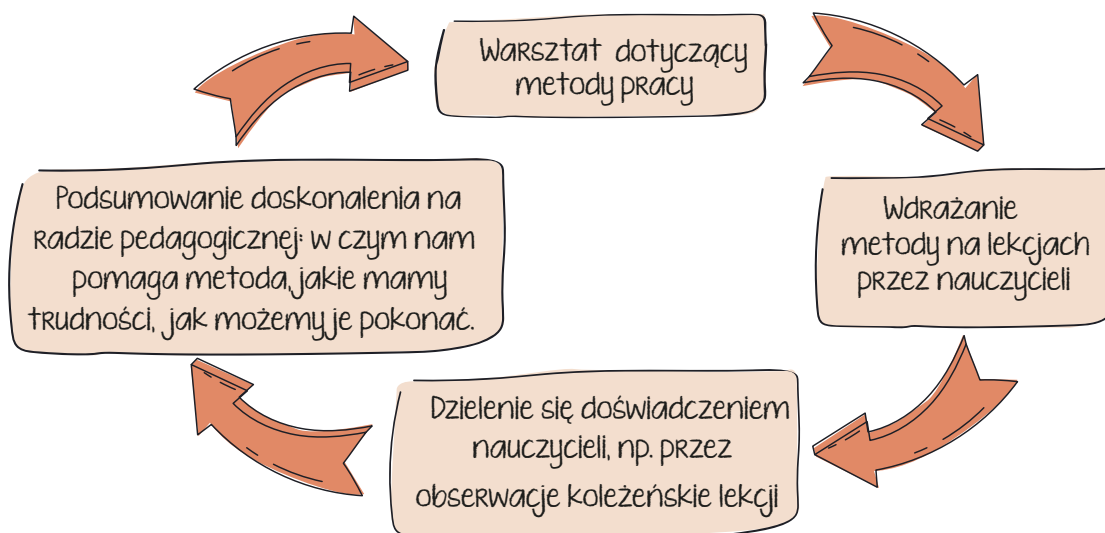 Warsztat dotyczący
metody pracy
Wdrażanie
metody na lekcjach
przez nauczycieli
Dzielenie się doświadczeniem
nauczycieli, np. przez
obserwacje koleżeńskie lekcji
Podsumowanie doskonalenia na
radzie pedagogicznej: w czym nam
pomaga metoda, jakie mamy
trudności, jak możemy je pokonać.